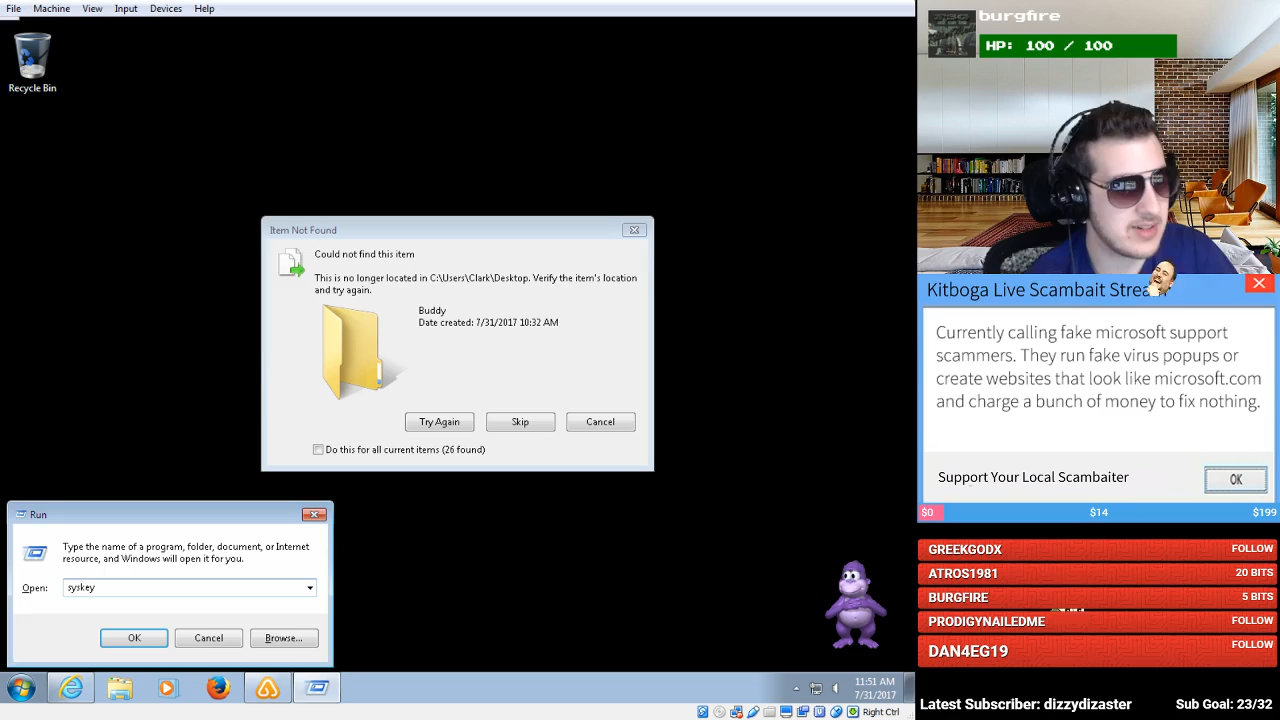 File Machine View Input Devices Help
Recycle Bin
Item Not Found
Could not find this item
This is no longer located in C:\Users\Clark\Desktop. Verify the item's location
and try again.
Buddy
Date created: 7/31/2017 10:32 AM
Try Again Skip Cancel
Do this for all current items (26 found)
Run
Type the name of a program, folder, document, or Internet
resource, and Windows will open it for you.
Open: syskey
OK Cancel Browse...
11:51 AM
7/31/2017
Right Ctrl
burgfire
HP: 100 / 100
Kitboga Live Scambait Stream
Currently calling fake microsoft support
scammers. They run fake virus popups or
create websites that look like microsoft.com
and charge a bunch of money to fix nothing.
Support Your Local Scambaiter OK
$0 $14 $199
GREEKGODX FOLLOW
ATROS1981 20 BITS
BURGFIRE 5 BITS
PRODIGYNAILEDME FOLLOW
DAN4EG19 FOLLOW
Latest Subscriber: dizzydizaster Sub Goal: 23/32